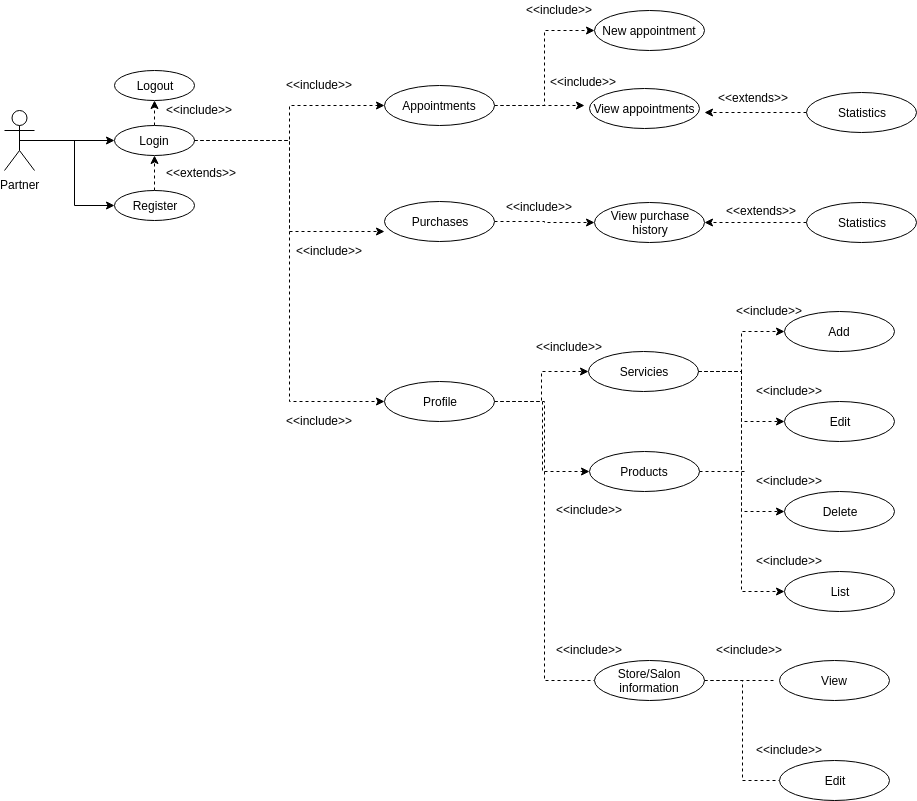 <<include>>
New appointment
<<include>>
Logout
<<include>>
View appointments
<<extends>>
Statistics
<<include>>
Appointments
Login
<<extends>>
Partner
Register
<<include>>
Purchases
<<include>>
View purchase
history
<<extends>>
Statistics
<<include>>
Add
<<include>>
Servicies
<<include>>
Profile
<<include>>
Edit
Products
<<include>>
<<include>>
Delete
<<include>>
List
<<include>>
Store/Salon
information
<<include>>
View
<<include>>
Edit